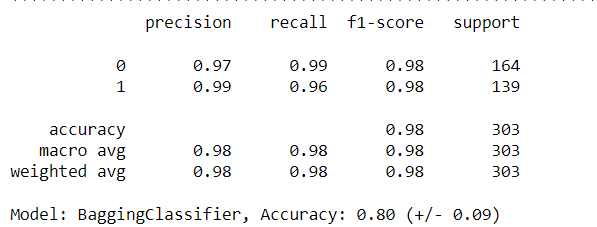 precision recall f1-score support
0 0.97 0.99 0.98 164
1 0.99 0.96 0.98 139
accuracy 0.98 303
macro avg 0.98 0.98 0.98 303
weighted avg 0.98 0.98 0.98 303
Model: BaggingClassifier, Accuracy: 0.80 (+/- 0.09)